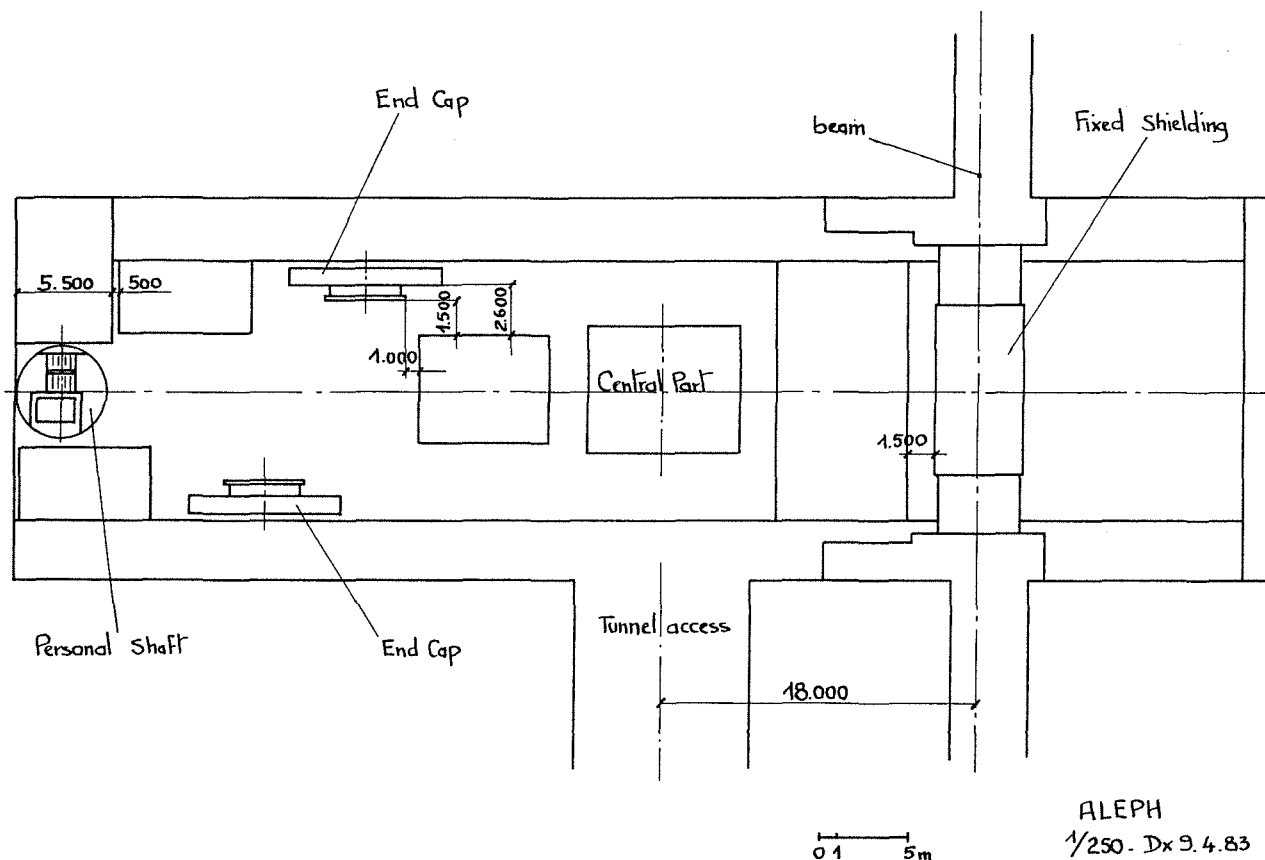 End Cap
beam
Fixed Shielding
5.500
500
1.500
2.600
1.000
Central Part
1.500
Personal Shaft
End Cap
Tunnel access
18.000
ALEPH
0 1 5m
1/250 - Dx 9.4.83